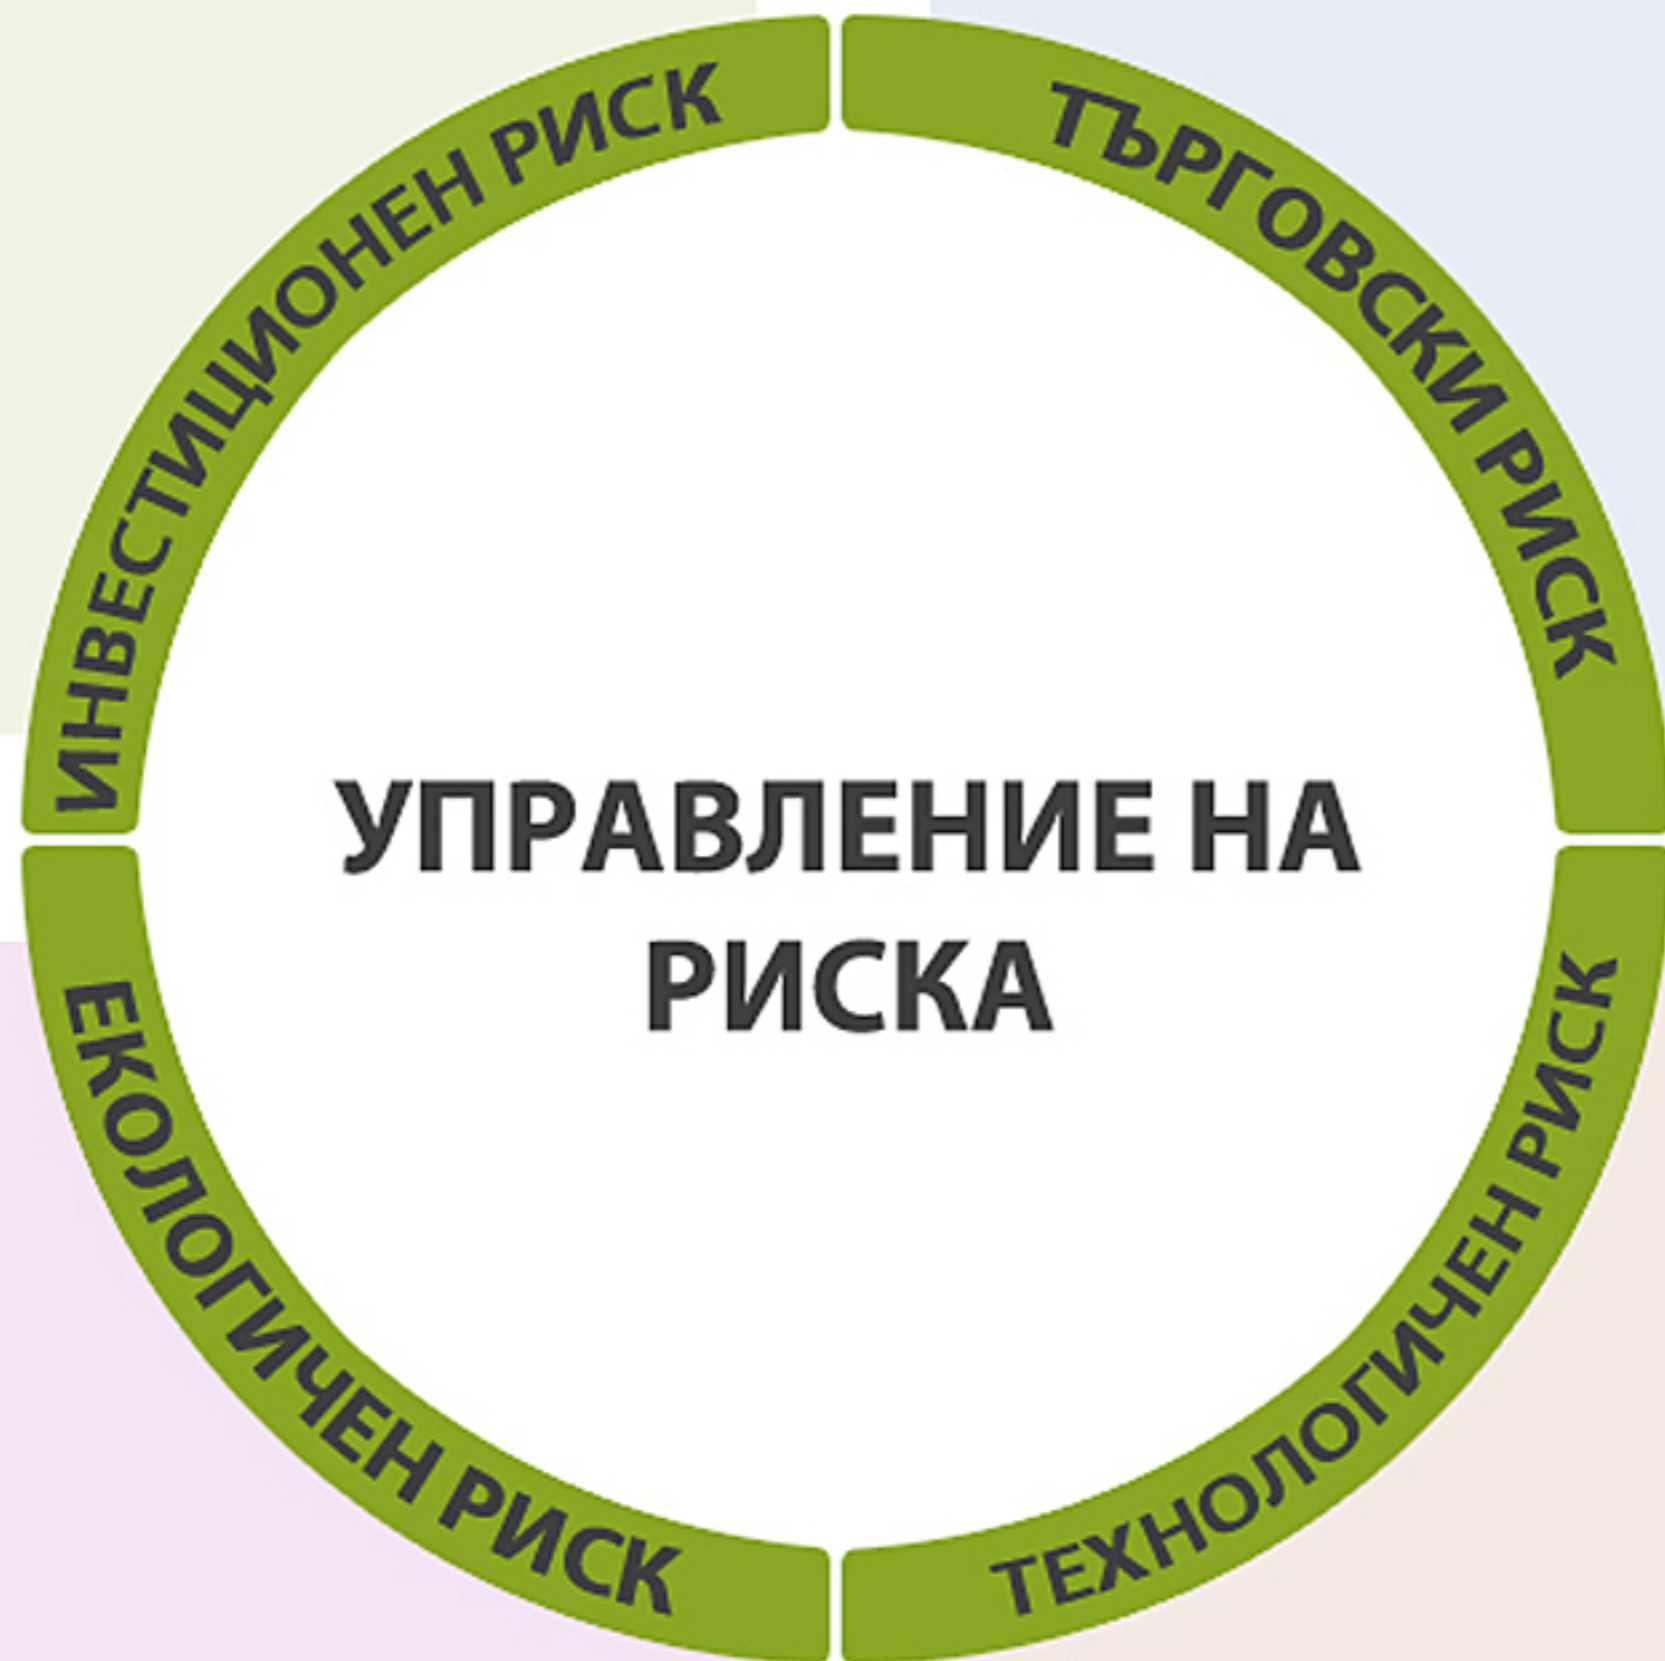 ИНВЕСТИЦИОНЕН РИСК
ТЪРГОВСКИ РИСК
УПРАВЛЕНИЕ НА
РИСКА
ЕКОЛОГИЧЕН РИСК
ТЕХНОЛОГИЧЕН РИСК